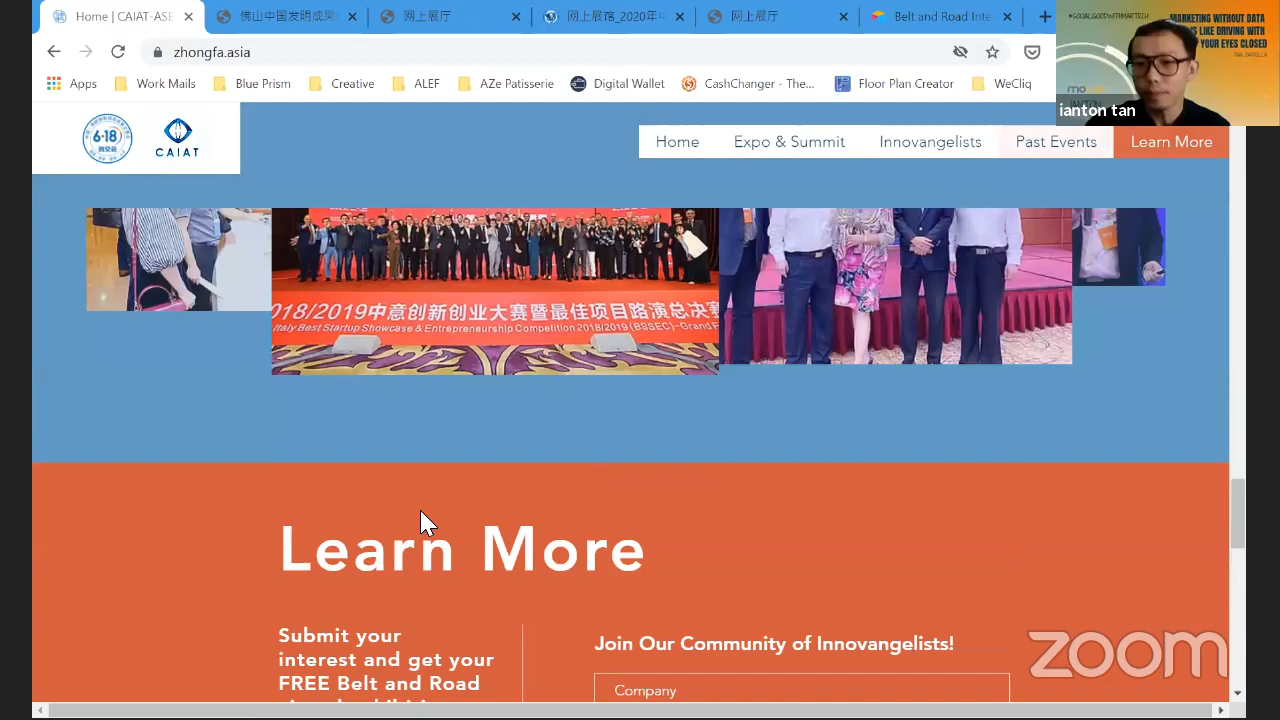 Home | CAIAT-ASE
佛山中国发明成果
网上展厅
网上展馆_2020年
网上展厅
Belt and Road Inte
zhongfa.asia
Apps
Work Mails
Blue Prism
Creative
ALEF
AZe Patisserie
Digital Wallet
CashChanger - The...
Floor Plan Creator
WeCliq
#GODALGOODWITHMARTECH
MARKETING WITHOUT DATA
IS LIKE DRIVING WITH
YOUR EYES CLOSED
ianton tan
6·18
CAIAT
Home
Expo & Summit
Innovangelists
Past Events
Learn More
018/2019中意创新创业大赛暨最佳项目路演总决赛
Italy Best Startup Showcase & Entrepreneurship Competition 2018/2019 (BSSEC)-Grand F
Learn More
Submit your
interest and get your
FREE Belt and Road
Join Our Community of Innovangelists!
Company
zoom